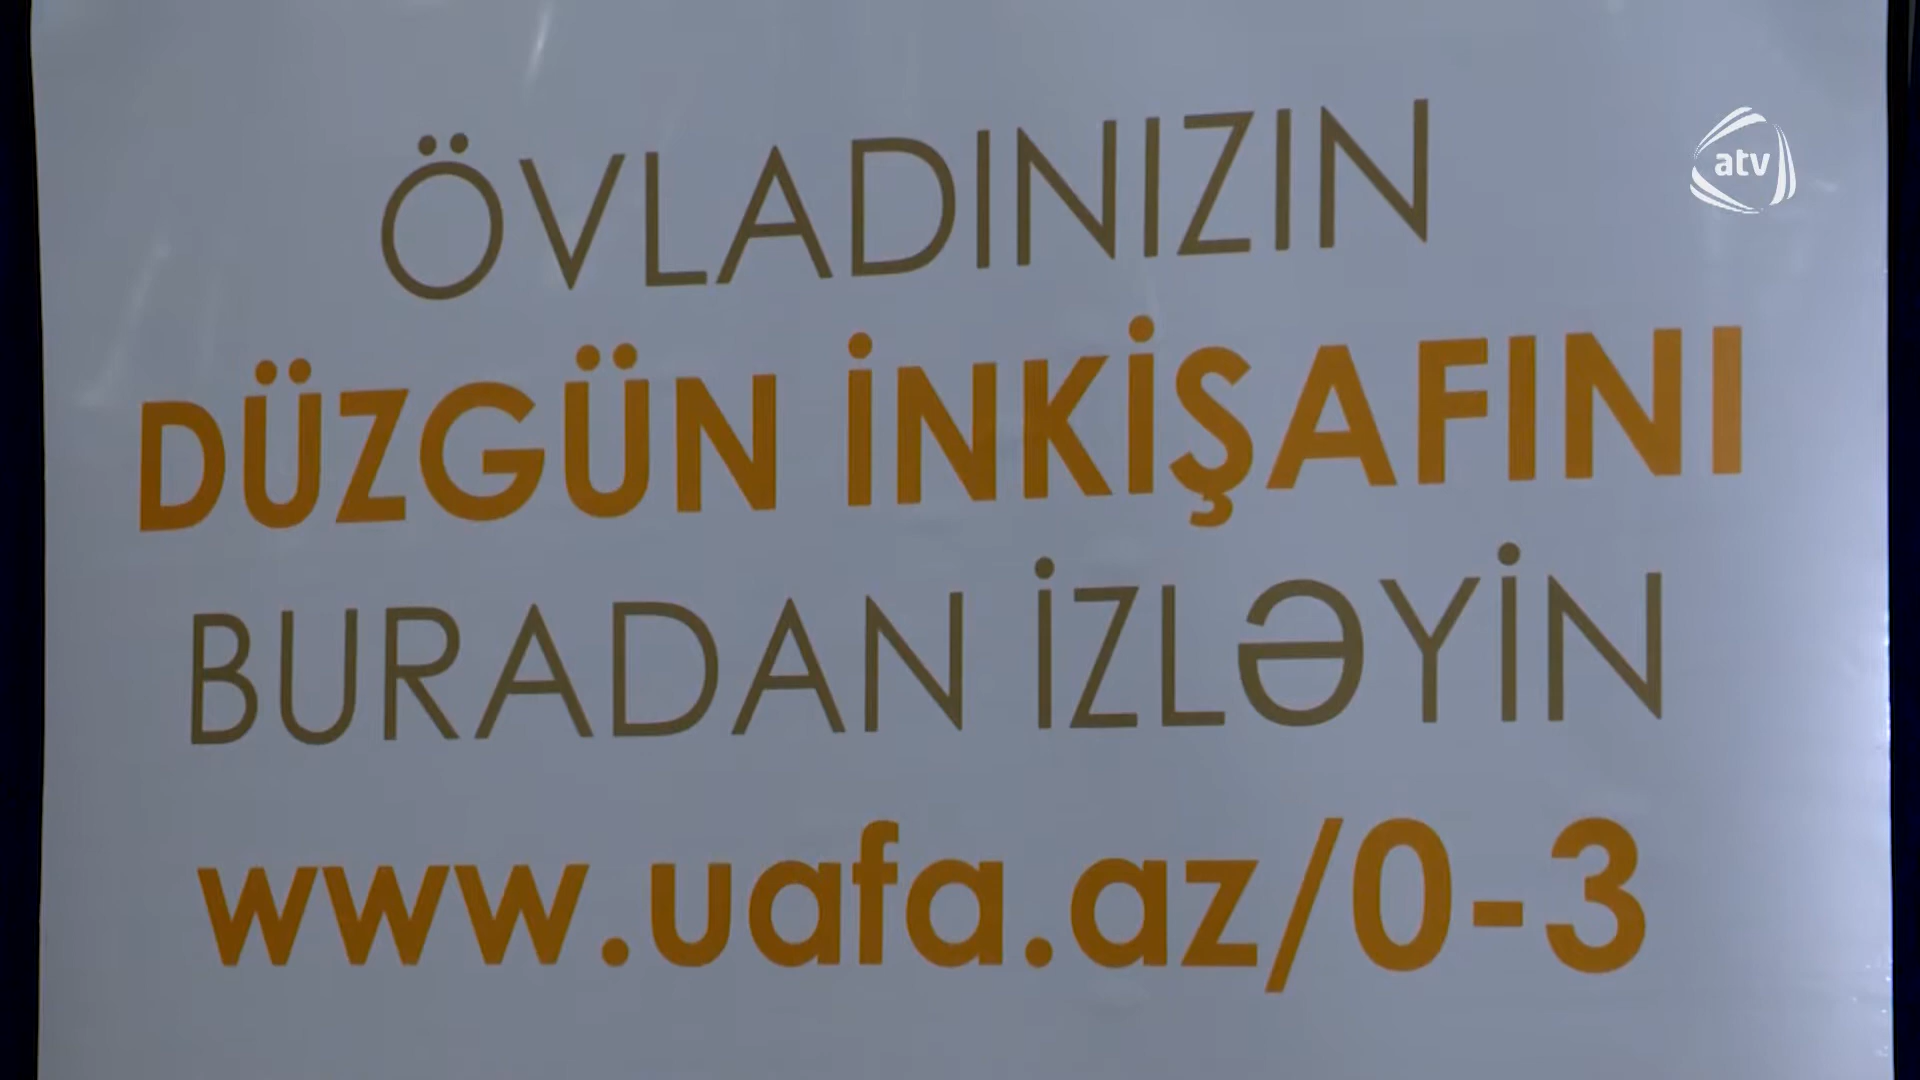 atv
ÖVLADINIZIN
DÜZGÜN İNKİŞAFINI
BURADAN İZLƏYİN
www.uafa.az/0-3